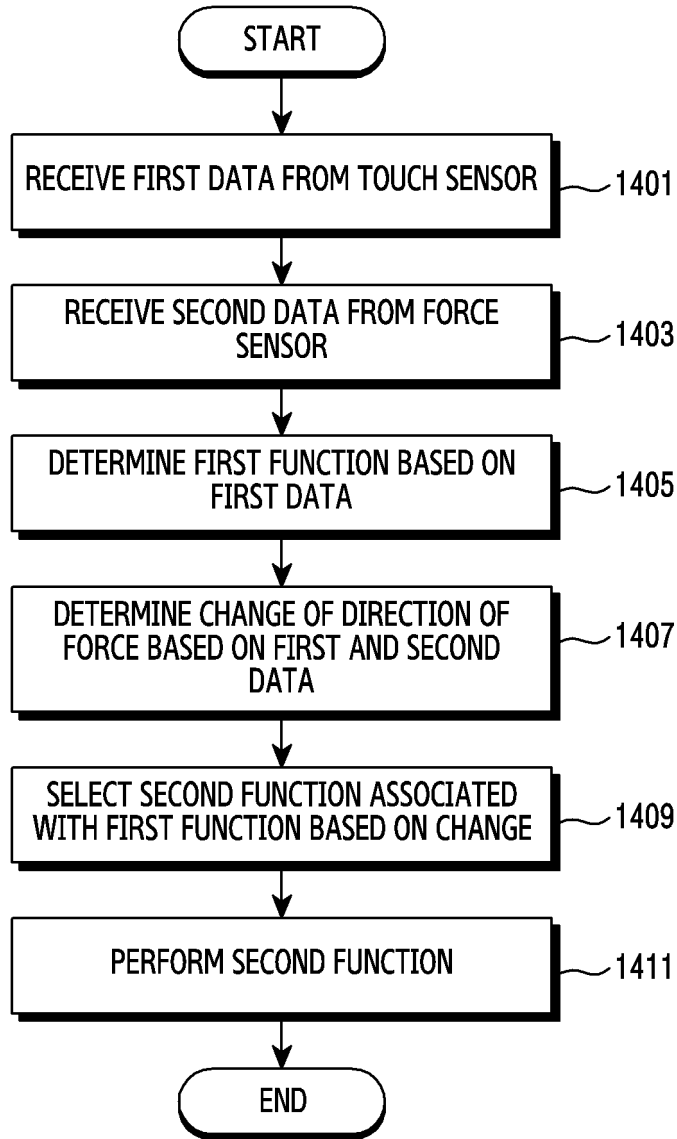 START
RECEIVE FIRST DATA FROM TOUCH SENSOR
1401
RECEIVE SECOND DATA FROM FORCE
SENSOR
1403
DETERMINE FIRST FUNCTION BASED ON
FIRST DATA
1405
DETERMINE CHANGE OF DIRECTION OF
FORCE BASED ON FIRST AND SECOND
DATA
1407
SELECT SECOND FUNCTION ASSOCIATED
WITH FIRST FUNCTION BASED ON CHANGE
1409
PERFORM SECOND FUNCTION
1411
END